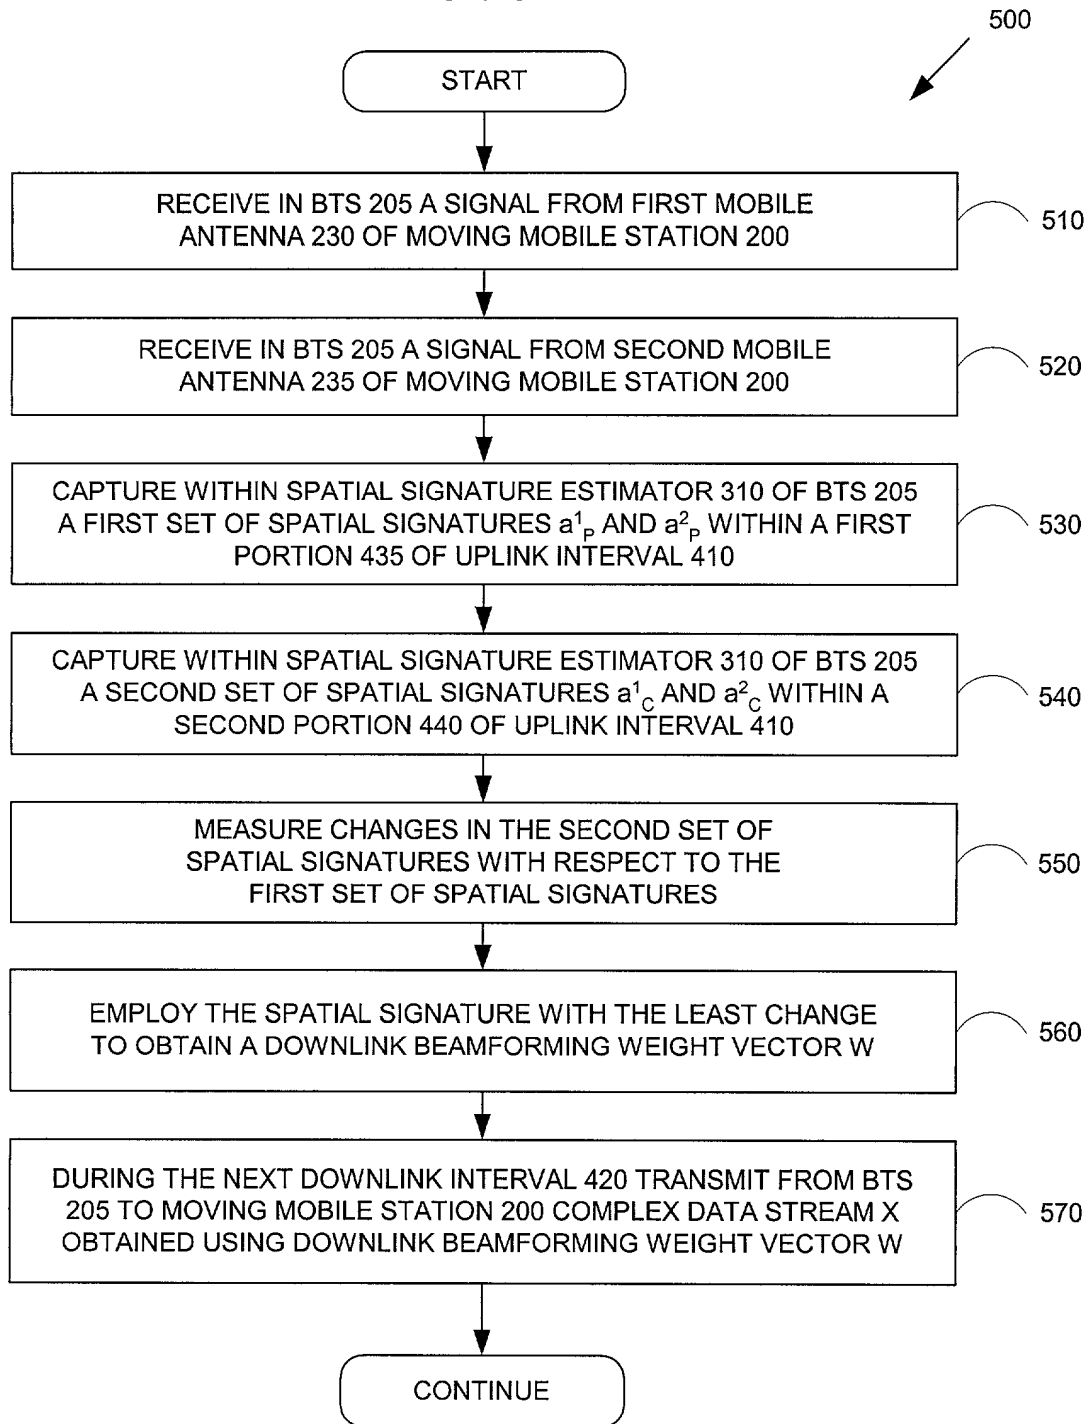 500
START
RECEIVE IN BTS 205 A SIGNAL FROM FIRST MOBILE
ANTENNA 230 OF MOVING MOBILE STATION 200
510
RECEIVE IN BTS 205 A SIGNAL FROM SECOND MOBILE
ANTENNA 235 OF MOVING MOBILE STATION 200
520
CAPTURE WITHIN SPATIAL SIGNATURE ESTIMATOR 310 OF BTS 205
A FIRST SET OF SPATIAL SIGNATURES a¹P AND a²P WITHIN A FIRST
PORTION 435 OF UPLINK INTERVAL 410
530
CAPTURE WITHIN SPATIAL SIGNATURE ESTIMATOR 310 OF BTS 205
A SECOND SET OF SPATIAL SIGNATURES a¹C AND a²C WITHIN A
SECOND PORTION 440 OF UPLINK INTERVAL 410
540
MEASURE CHANGES IN THE SECOND SET OF
SPATIAL SIGNATURES WITH RESPECT TO THE
FIRST SET OF SPATIAL SIGNATURES
550
EMPLOY THE SPATIAL SIGNATURE WITH THE LEAST CHANGE
TO OBTAIN A DOWNLINK BEAMFORMING WEIGHT VECTOR W
560
DURING THE NEXT DOWNLINK INTERVAL 420 TRANSMIT FROM BTS
205 TO MOVING MOBILE STATION 200 COMPLEX DATA STREAM X
OBTAINED USING DOWNLINK BEAMFORMING WEIGHT VECTOR W
570
CONTINUE